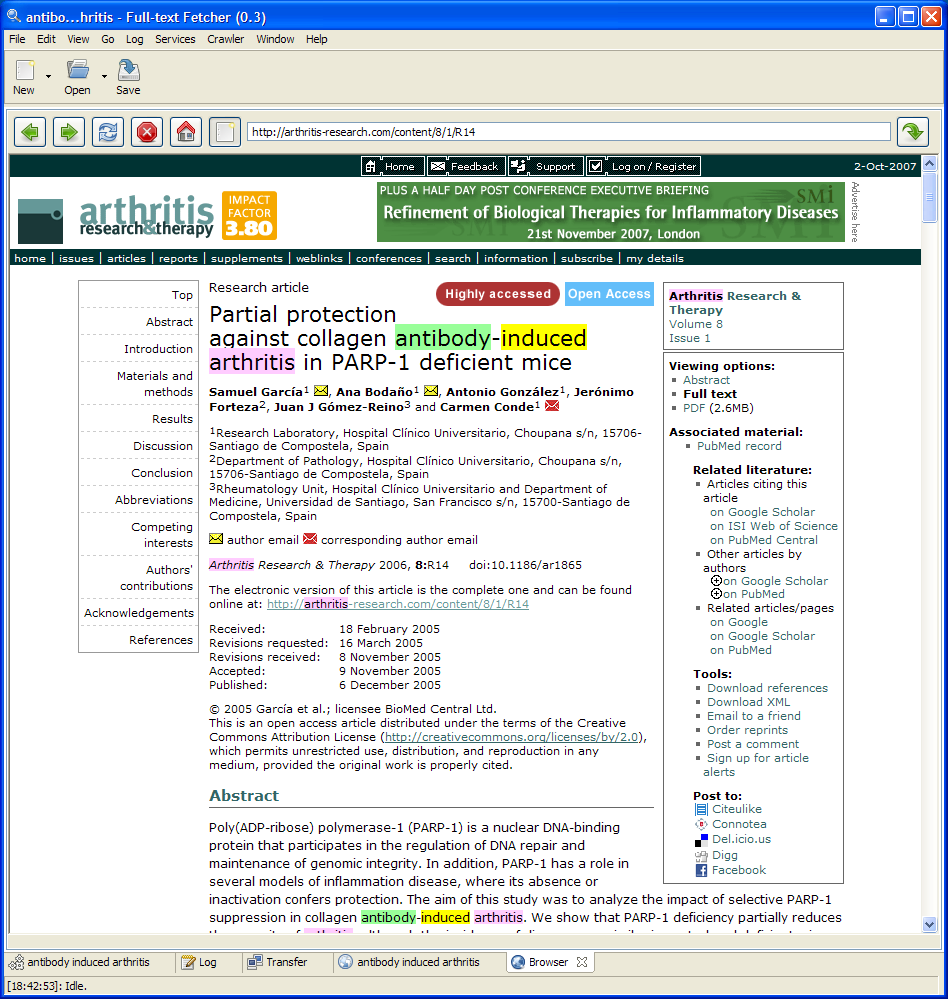 antibo...hritis - Full-text Fetcher (0.3)
File Edit View Go Log Services Crawler Window Help
New Open Save
http://arthritis-research.com/content/8/1/R14
Home Feedback Support Log on / Register 2-Oct-2007
arthritis
research&therapy
IMPACT
FACTOR
3.80
PLUS A HALF DAY POST CONFERENCE EXECUTIVE BRIEFING
Refinement of Biological Therapies for Inflammatory Diseases
21st November 2007, London
SMi
Advertise here
home | issues | articles | reports | supplements | weblinks | conferences | search | information | subscribe | my details
Top
Abstract
Introduction
Materials and
methods
Results
Discussion
Conclusion
Abbreviations
Competing
interests
Authors'
contributions
Acknowledgements
References
Research article
Highly accessed
Open Access
Partial protection
against collagen antibody-induced
arthritis in PARP-1 deficient mice
Samuel García1 , Ana Bodaño1 , Antonio González1, Jerónimo
Forteza2, Juan J Gómez-Reino3 and Carmen Conde1
1Research Laboratory, Hospital Clínico Universitario, Choupana s/n, 15706-
Santiago de Compostela, Spain
2Department of Pathology, Hospital Clínico Universitario, Choupana s/n,
15706-Santiago de Compostela, Spain
3Rheumatology Unit, Hospital Clínico Universitario and Department of
Medicine, Universidad de Santiago, San Francisco s/n, 15700-Santiago de
Compostela, Spain
author email corresponding author email
Arthritis Research & Therapy 2006, 8:R14 doi:10.1186/ar1865
The electronic version of this article is the complete one and can be found
online at: http://arthritis-research.com/content/8/1/R14
Received: 18 February 2005
Revisions requested: 16 March 2005
Revisions received: 8 November 2005
Accepted: 9 November 2005
Published: 6 December 2005
© 2005 García et al.; licensee BioMed Central Ltd.
This is an open access article distributed under the terms of the Creative
Commons Attribution License (http://creativecommons.org/licenses/by/2.0),
which permits unrestricted use, distribution, and reproduction in any
medium, provided the original work is properly cited.
Abstract
Poly(ADP-ribose) polymerase-1 (PARP-1) is a nuclear DNA-binding
protein that participates in the regulation of DNA repair and
maintenance of genomic integrity. In addition, PARP-1 has a role in
several models of inflammation disease, where its absence or
inactivation confers protection. The aim of this study was to analyze the impact of selective PARP-1
suppression in collagen antibody-induced arthritis. We show that PARP-1 deficiency partially reduces
Arthritis Research &
Therapy
Volume 8
Issue 1
Viewing options:
Abstract
Full text
PDF (2.6MB)
Associated material:
PubMed record
Related literature:
Articles citing this
article
on Google Scholar
on ISI Web of Science
on PubMed Central
Other articles by
authors
on Google Scholar
on PubMed
Related articles/pages
on Google
on Google Scholar
on PubMed
Tools:
Download references
Download XML
Email to a friend
Order reprints
Post a comment
Sign up for article
alerts
Post to:
Citeulike
Connotea
Del.icio.us
Digg
Facebook
antibody induced arthritis Log Transfer antibody induced arthritis Browser
[18:42:53]: Idle.